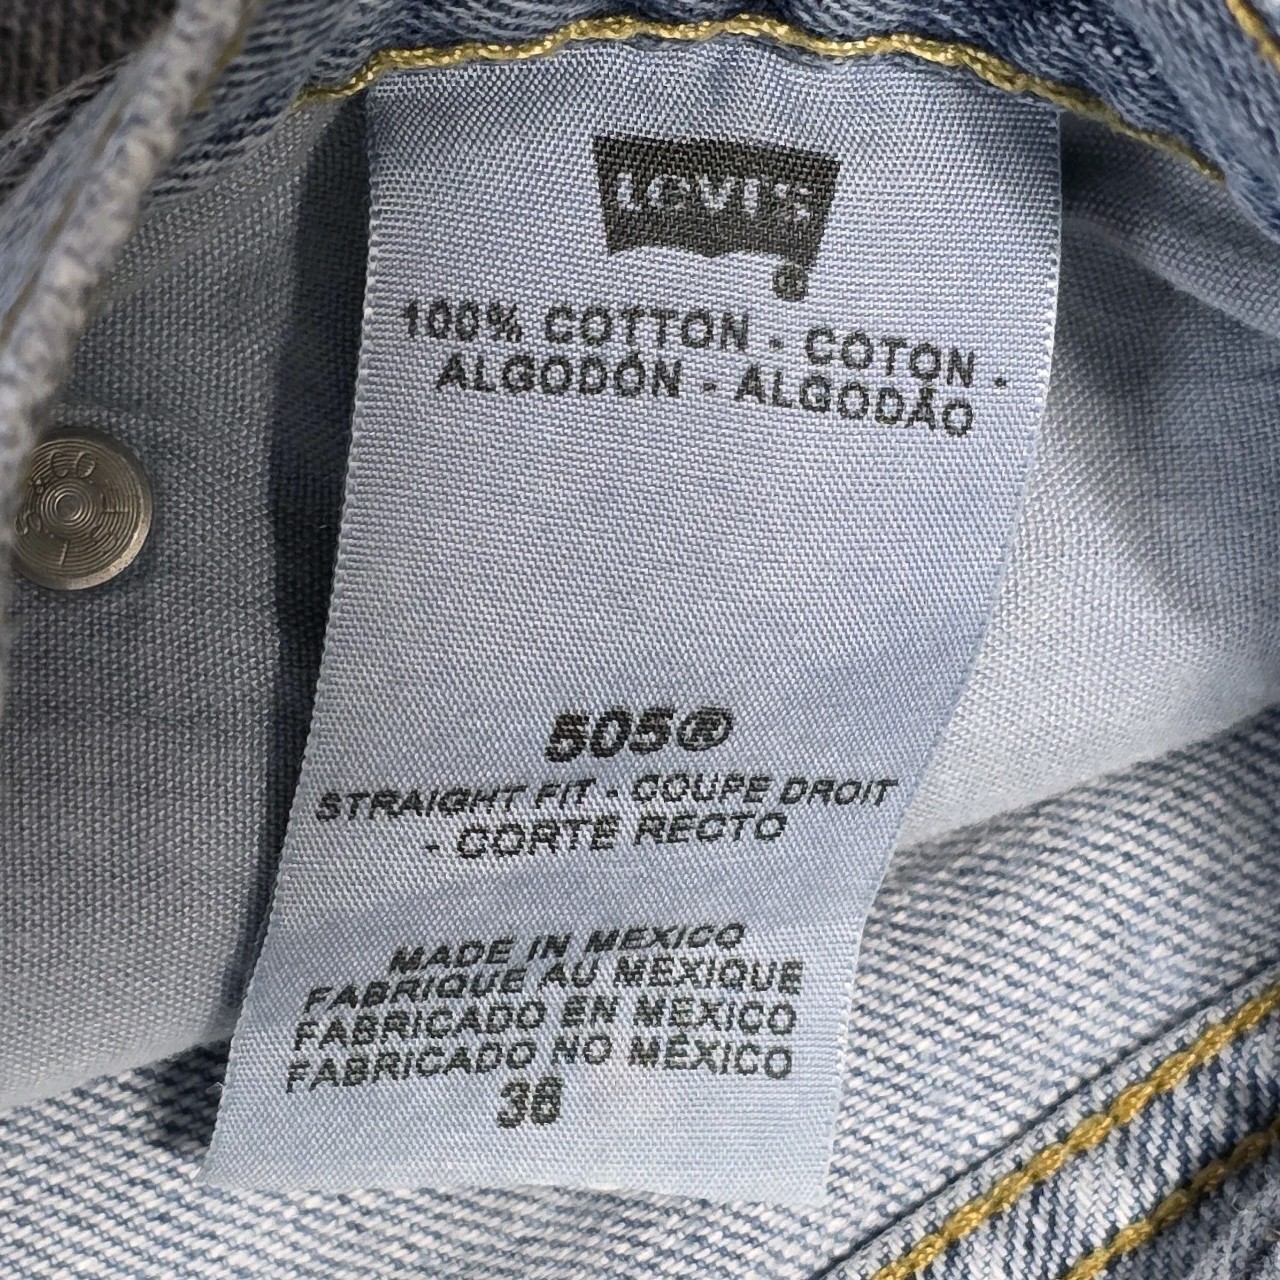 Levi's
®
100% COTTON - COTON -
ALGODÓN - ALGODÃO
505®
STRAIGHT FIT - COUPE DROIT
- CORTE RECTO
MADE IN MEXICO
FABRIQUE AU MEXIQUE
FABRICADO EN MEXICO
FABRICADO NO MÉXICO